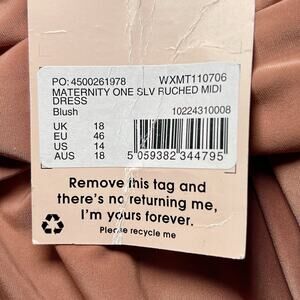 PO: 4500261978 WXMT110706
MATERNITY ONE SLV RUCHED MIDI
DRESS
Blush 10224310008
UK 18
EU 46
US 14
AUS 18
5 059382 344795
Remove this tag and
there's no returning me,
I'm yours forever.
Please recycle me